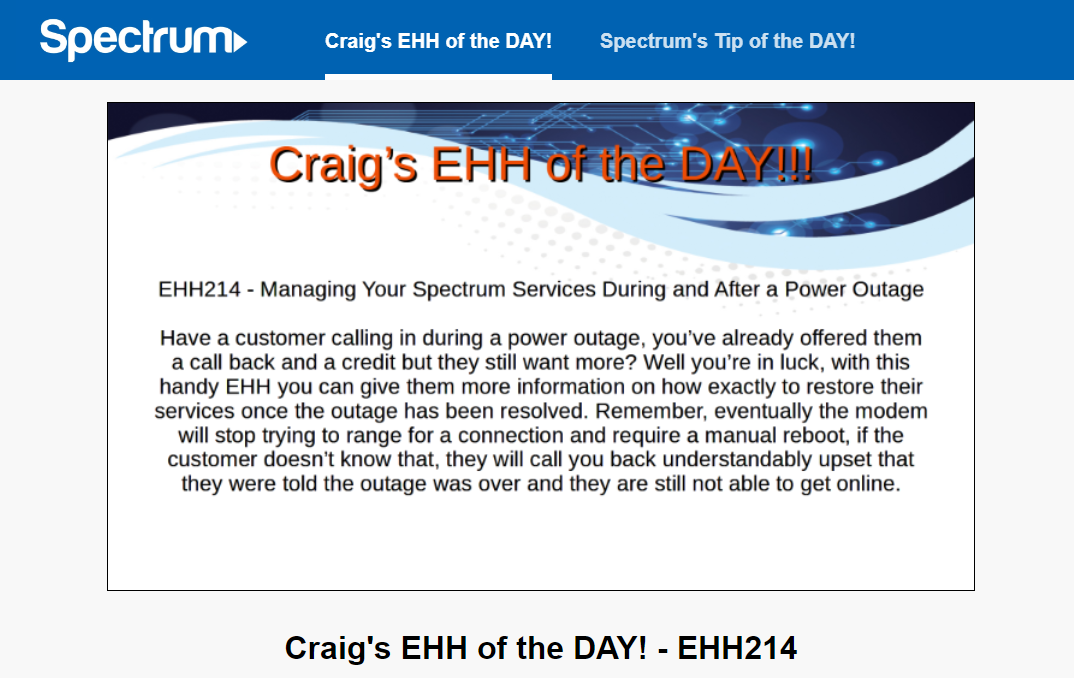 Spectrum
Craig's EHH of the DAY!
Spectrum's Tip of the DAY!
Craig’s EHH of the DAY!!!
EHH214 - Managing Your Spectrum Services During and After a Power Outage
Have a customer calling in during a power outage, you’ve already offered them
a call back and a credit but they still want more? Well you’re in luck, with this
handy EHH you can give them more information on how exactly to restore their
services once the outage has been resolved. Remember, eventually the modem
will stop trying to range for a connection and require a manual reboot, if the
customer doesn’t know that, they will call you back understandably upset that
they were told the outage was over and they are still not able to get online.
Craig's EHH of the DAY! - EHH214